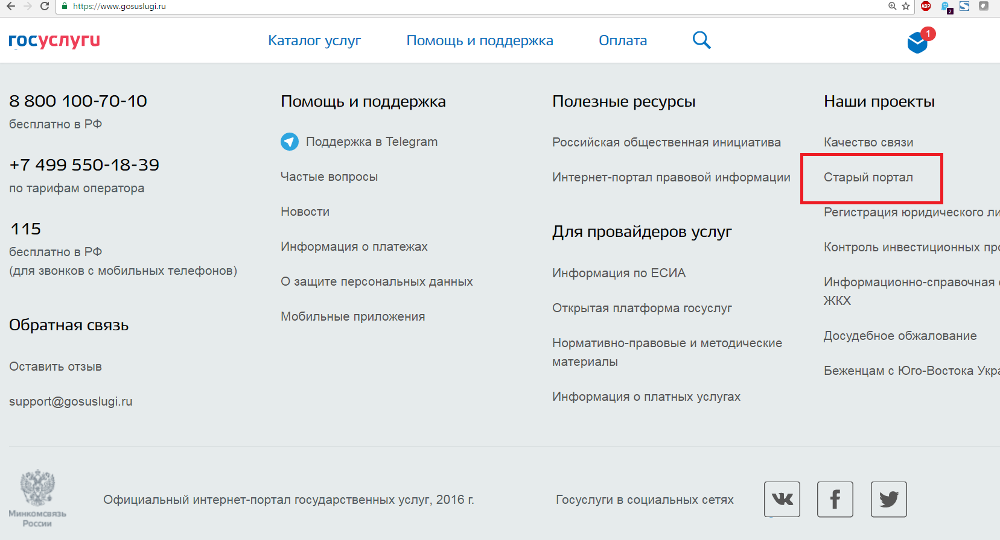 https://www.gosuslugi.ru
ABP
2
госуслуги
Каталог услуг
Помощь и поддержка
Оплата
1
8 800 100-70-10
бесплатно в РФ
+7 499 550-18-39
по тарифам оператора
115
бесплатно в РФ
(для звонков с мобильных телефонов)
Обратная связь
Оставить отзыв
support@gosuslugi.ru
Помощь и поддержка
Поддержка в Telegram
Частые вопросы
Новости
Информация о платежах
О защите персональных данных
Мобильные приложения
Полезные ресурсы
Российская общественная инициатива
Интернет-портал правовой информации
Для провайдеров услуг
Информация по ЕСИА
Открытая платформа госуслуг
Нормативно-правовые и методические
материалы
Информация о платных услугах
Наши проекты
Качество связи
Старый портал
Регистрация юридического ли
Контроль инвестиционных про
Информационно-справочная
ЖКХ
Досудебное обжалование
Беженцам с Юго-Востока Укра
Минкомсвязь
России
Официальный интернет-портал государственных услуг, 2016 г.
Госуслуги в социальных сетях